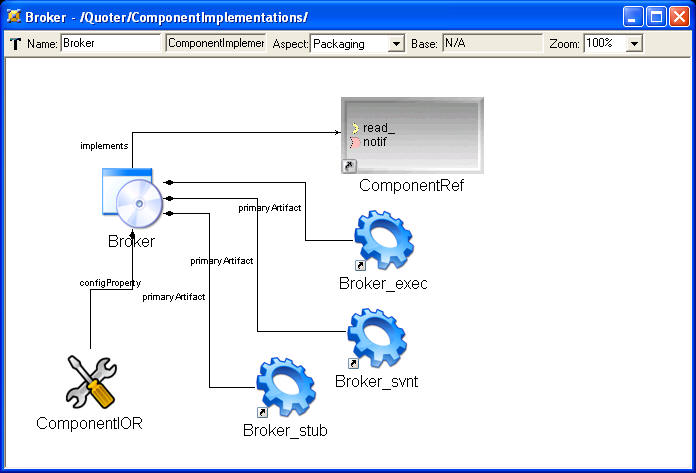 Broker - /Quoter/ComponentImplementations/
Name: Broker ComponentImplemen Aspect: Packaging Base: N/A Zoom: 100%
read_
notif
implements
ComponentRef
primaryArtifact
Broker
primaryArtifact
configProperty
Broker_exec
primaryArtifact
Broker_svnt
ComponentIOR
Broker_stub